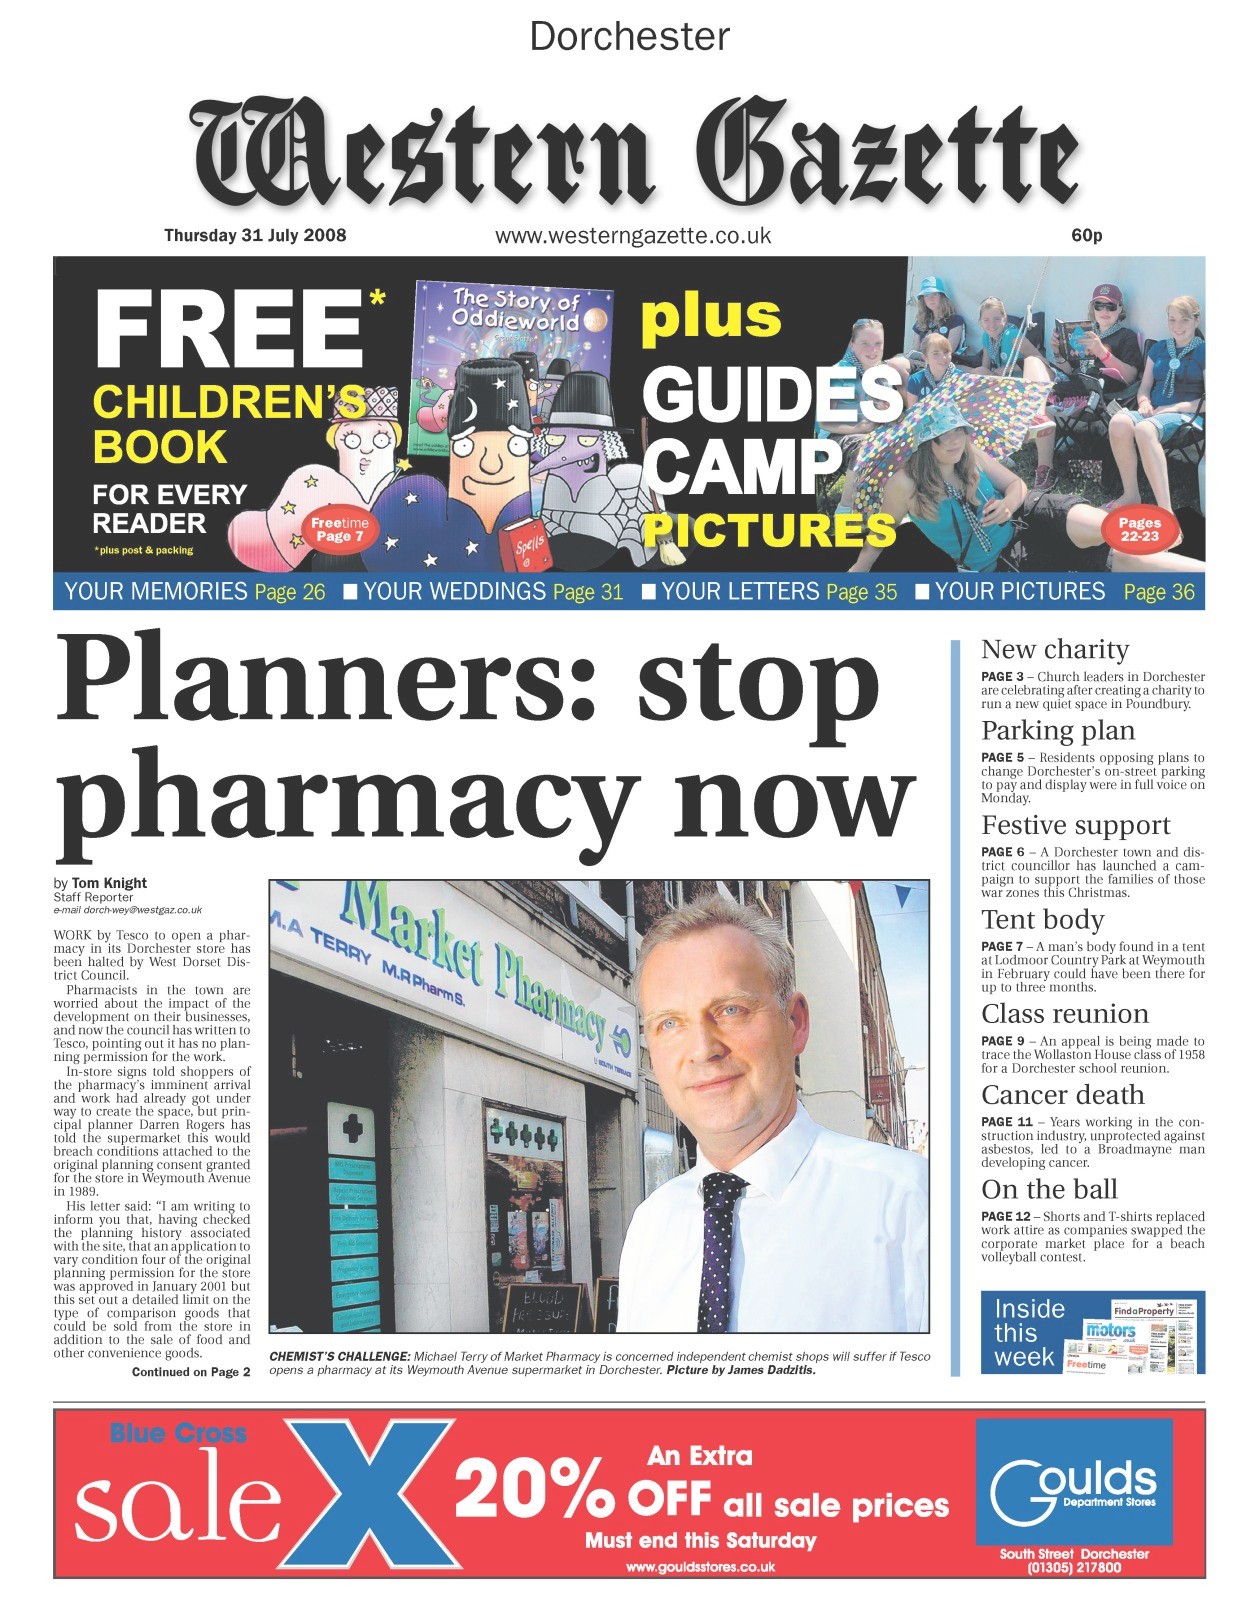 Dorchester
Western Gazette
Thursday 31 July 2008
www.westerngazette.co.uk
60p
FREE*
CHILDREN'S
BOOK
FOR EVERY
READER
*plus post & packing
Freetime
Page 7
The Story of
Oddieworld
Spells
plus
GUIDES
CAMP
PICTURES
Pages
22-23
YOUR MEMORIES Page 26 ■ YOUR WEDDINGS Page 31 ■ YOUR LETTERS Page 35 ■ YOUR PICTURES Page 36
Planners: stop
pharmacy now
by Tom Knight
Staff Reporter
e-mail dorch-wey@westgaz.co.uk
WORK by Tesco to open a phar-
macy in its Dorchester store has
been halted by West Dorset Dis-
trict Council.
Pharmacists in the town are
worried about the impact of the
development on their businesses,
and now the council has written to
Tesco, pointing out it has no plan-
ning permission for the work.
In-store signs told shoppers of
the pharmacy's imminent arrival
and work had already got under
way to create the space, but prin-
cipal planner Darren Rogers has
told the supermarket this would
breach conditions attached to the
original planning consent granted
for the store in Weymouth Avenue
in 1989.
His letter said: “I am writing to
inform you that, having checked
the planning history associated
with the site, that an application to
vary condition four of the original
planning permission for the store
was approved in January 2001 but
this set out a detailed limit on the
type of comparison goods that
could be sold from the store in
addition to the sale of food and
other convenience goods.
Continued on Page 2
Market Pharmacy
M.A TERRY M.R.PharmS.
SOUTH TERRACE
BLOOD
PRESSURE
CHEMIST'S CHALLENGE: Michael Terry of Market Pharmacy is concerned independent chemist shops will suffer if Tesco
opens a pharmacy at its Weymouth Avenue supermarket in Dorchester. Picture by James Dadzitis.
New charity
PAGE 3 – Church leaders in Dorchester
are celebrating after creating a charity to
run a new quiet space in Poundbury.
Parking plan
PAGE 5 – Residents opposing plans to
change Dorchester's on-street parking
to pay and display were in full voice on
Monday.
Festive support
PAGE 6 – A Dorchester town and dis-
trict councillor has launched a cam-
paign to support the families of those
war zones this Christmas.
Tent body
PAGE 7 – A man's body found in a tent
at Lodmoor Country Park at Weymouth
in February could have been there for
up to three months.
Class reunion
PAGE 9 – An appeal is being made to
trace the Wollaston House class of 1958
for a Dorchester school reunion.
Cancer death
PAGE 11 – Years working in the con-
struction industry, unprotected against
asbestos, led to a Broadmayne man
developing cancer.
On the ball
PAGE 12 – Shorts and T-shirts replaced
work attire as companies swapped the
corporate market place for a beach
volleyball contest.
Inside
this
week
FindaProperty
motors
Freetime
Blue Cross
sale X
An Extra
20% OFF all sale prices
Must end this Saturday
www.gouldsstores.co.uk
Goulds
Department Stores
South Street Dorchester
(01305) 217800